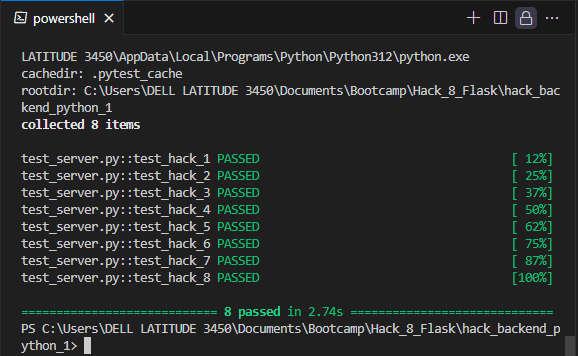 powershell
LATITUDE 3450\AppData\Local\Programs\Python\Python312\python.exe
cachedir: .pytest_cache
rootdir: C:\Users\DELL LATITUDE 3450\Documents\Bootcamp\Hack_8_Flask\hack_bac
kend_python_1
collected 8 items
test_server.py::test_hack_1 PASSED [ 12%]
test_server.py::test_hack_2 PASSED [ 25%]
test_server.py::test_hack_3 PASSED [ 37%]
test_server.py::test_hack_4 PASSED [ 50%]
test_server.py::test_hack_5 PASSED [ 62%]
test_server.py::test_hack_6 PASSED [ 75%]
test_server.py::test_hack_7 PASSED [ 87%]
test_server.py::test_hack_8 PASSED [100%]
============================ 8 passed in 2.74s =============================
PS C:\Users\DELL LATITUDE 3450\Documents\Bootcamp\Hack_8_Flask\hack_backend_p
ython_1>